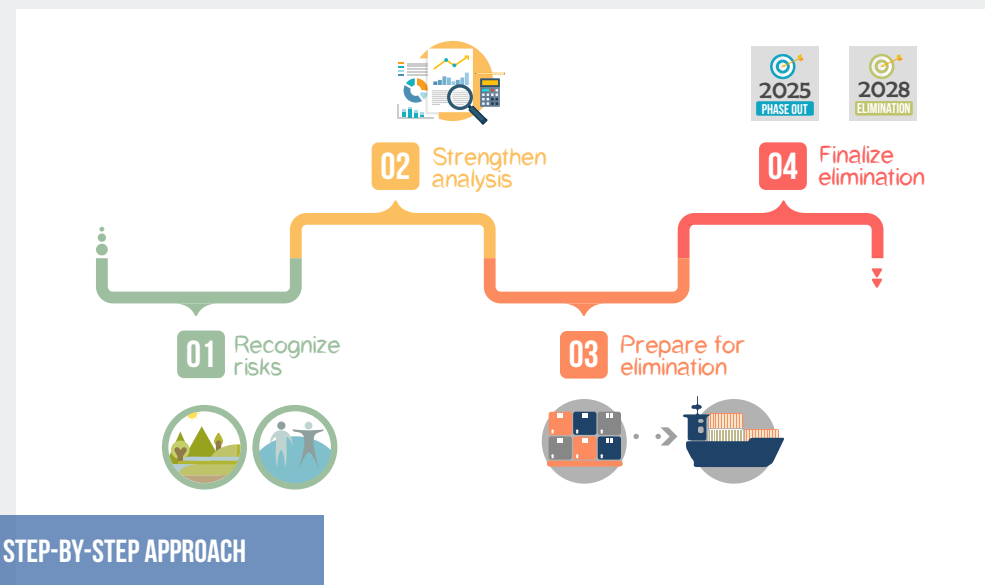 2025
PHASE OUT
2028
ELIMINATION
02
Strengthen
analysis
04
Finalize
elimination
01
Recognize
risks
03
Prepare for
elimination
STEP-BY-STEP APPROACH